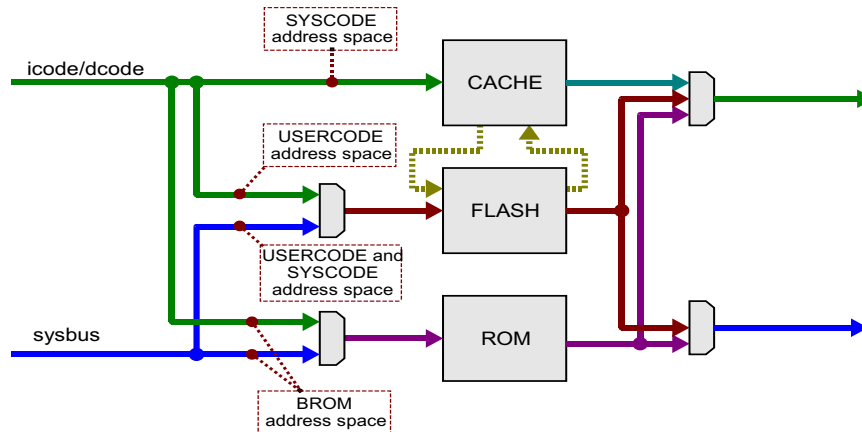 SYSCODE
address space
icode/dcode
CACHE
USERCODE
address space
FLASH
USERCODE and
SYSCODE
address space
sysbus
ROM
BROM
address space